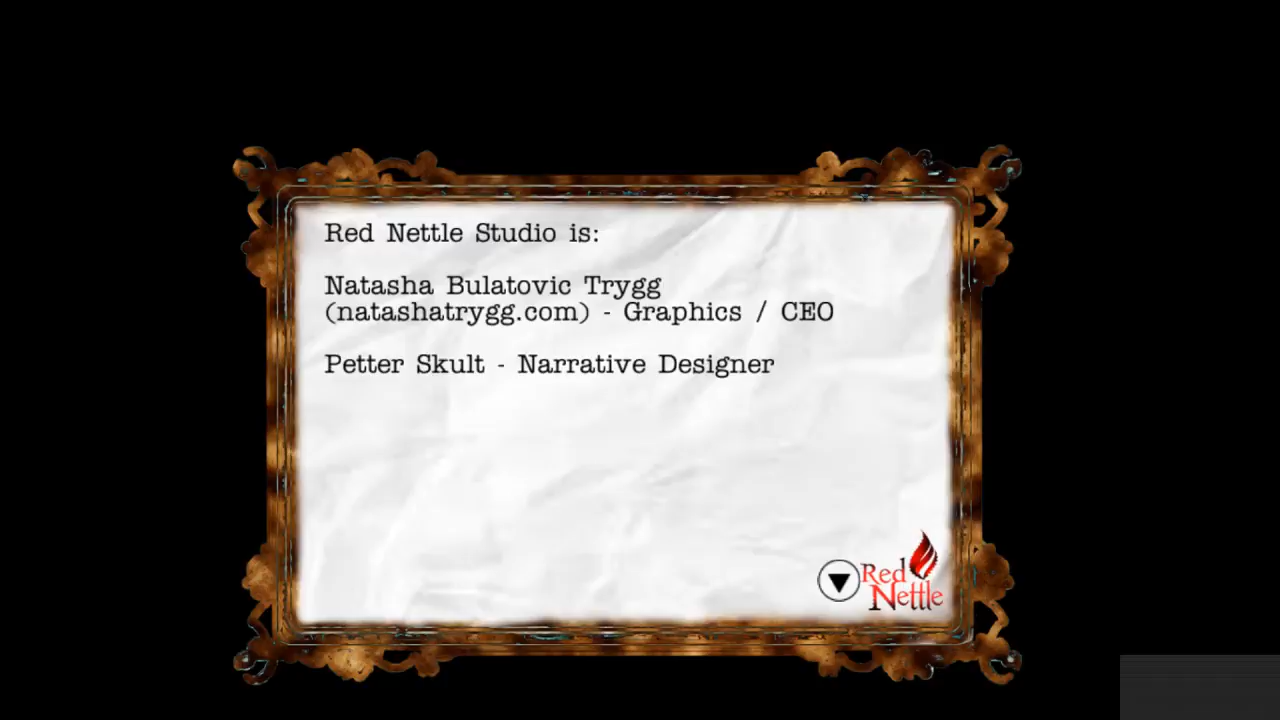 Red Nettle Studio is:
Natasha Bulatovic Trygg
(natashatrygg.com) - Graphics / CEO
Petter Skult - Narrative Designer
Red
Nettle